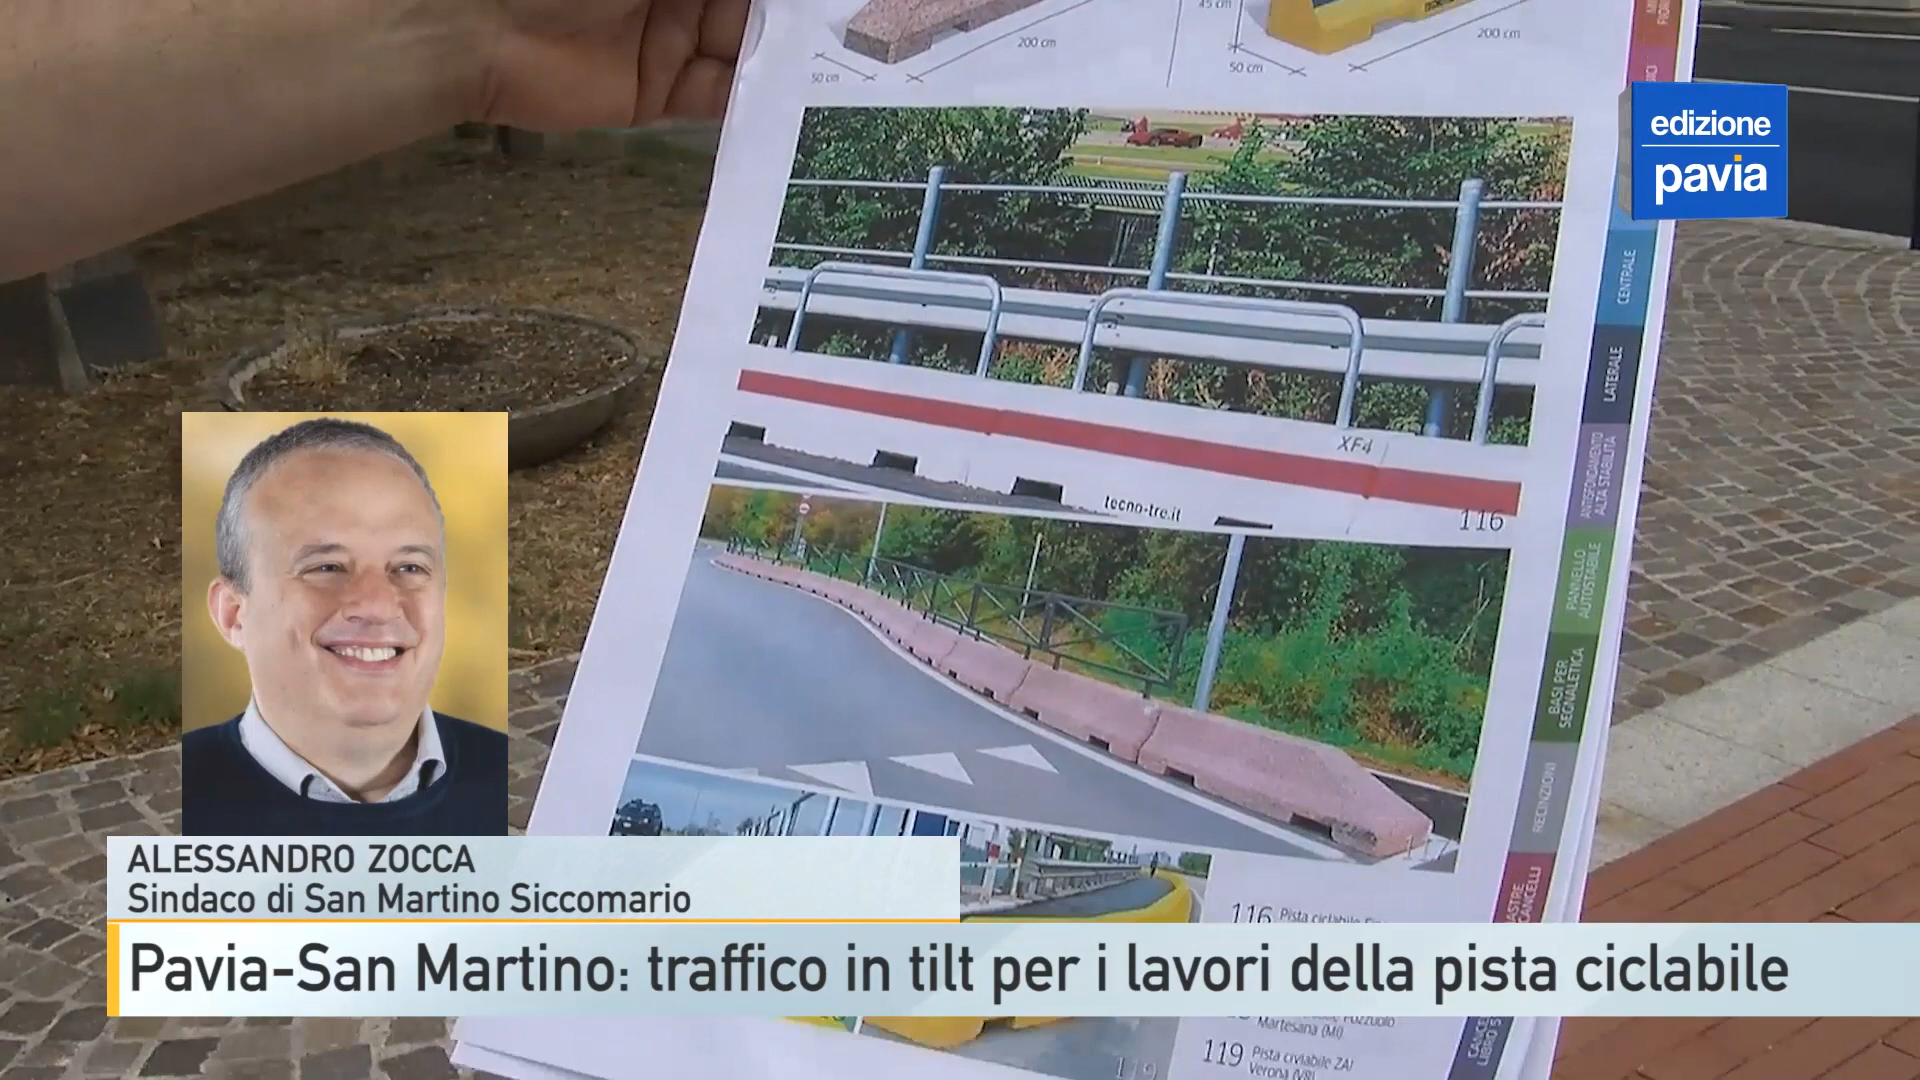 45 cm
200 cm
200 cm
50 cm
50 cm
edizione
pavia
CENTRALE
LATERALE
ANTISFONDAMENTO
ALTA STABILITÀ
PANNELLO
AUTOSTABILE
BASI PER
SEGNALETICA
RECINZIONI
XF4
tecno-tre.it
116
116 Pista ciclabile
Martesana (MI)
119 Pista ciclabile ZAI
Verona (VR)
119
ALESSANDRO ZOCCA
Sindaco di San Martino Siccomario
Pavia-San Martino: traffico in tilt per i lavori della pista ciclabile